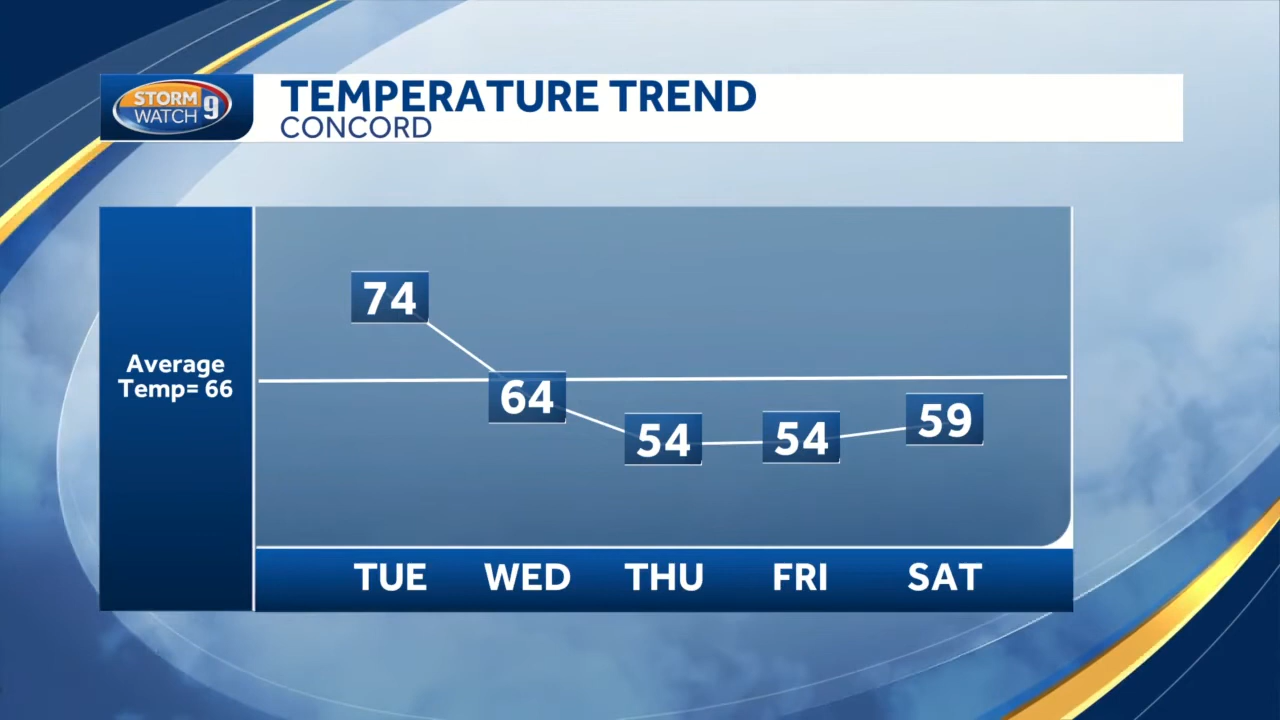 STORM
WATCH 9
TEMPERATURE TREND
CONCORD
74
Average
Temp= 66
64
54
54
59
TUE WED THU FRI SAT